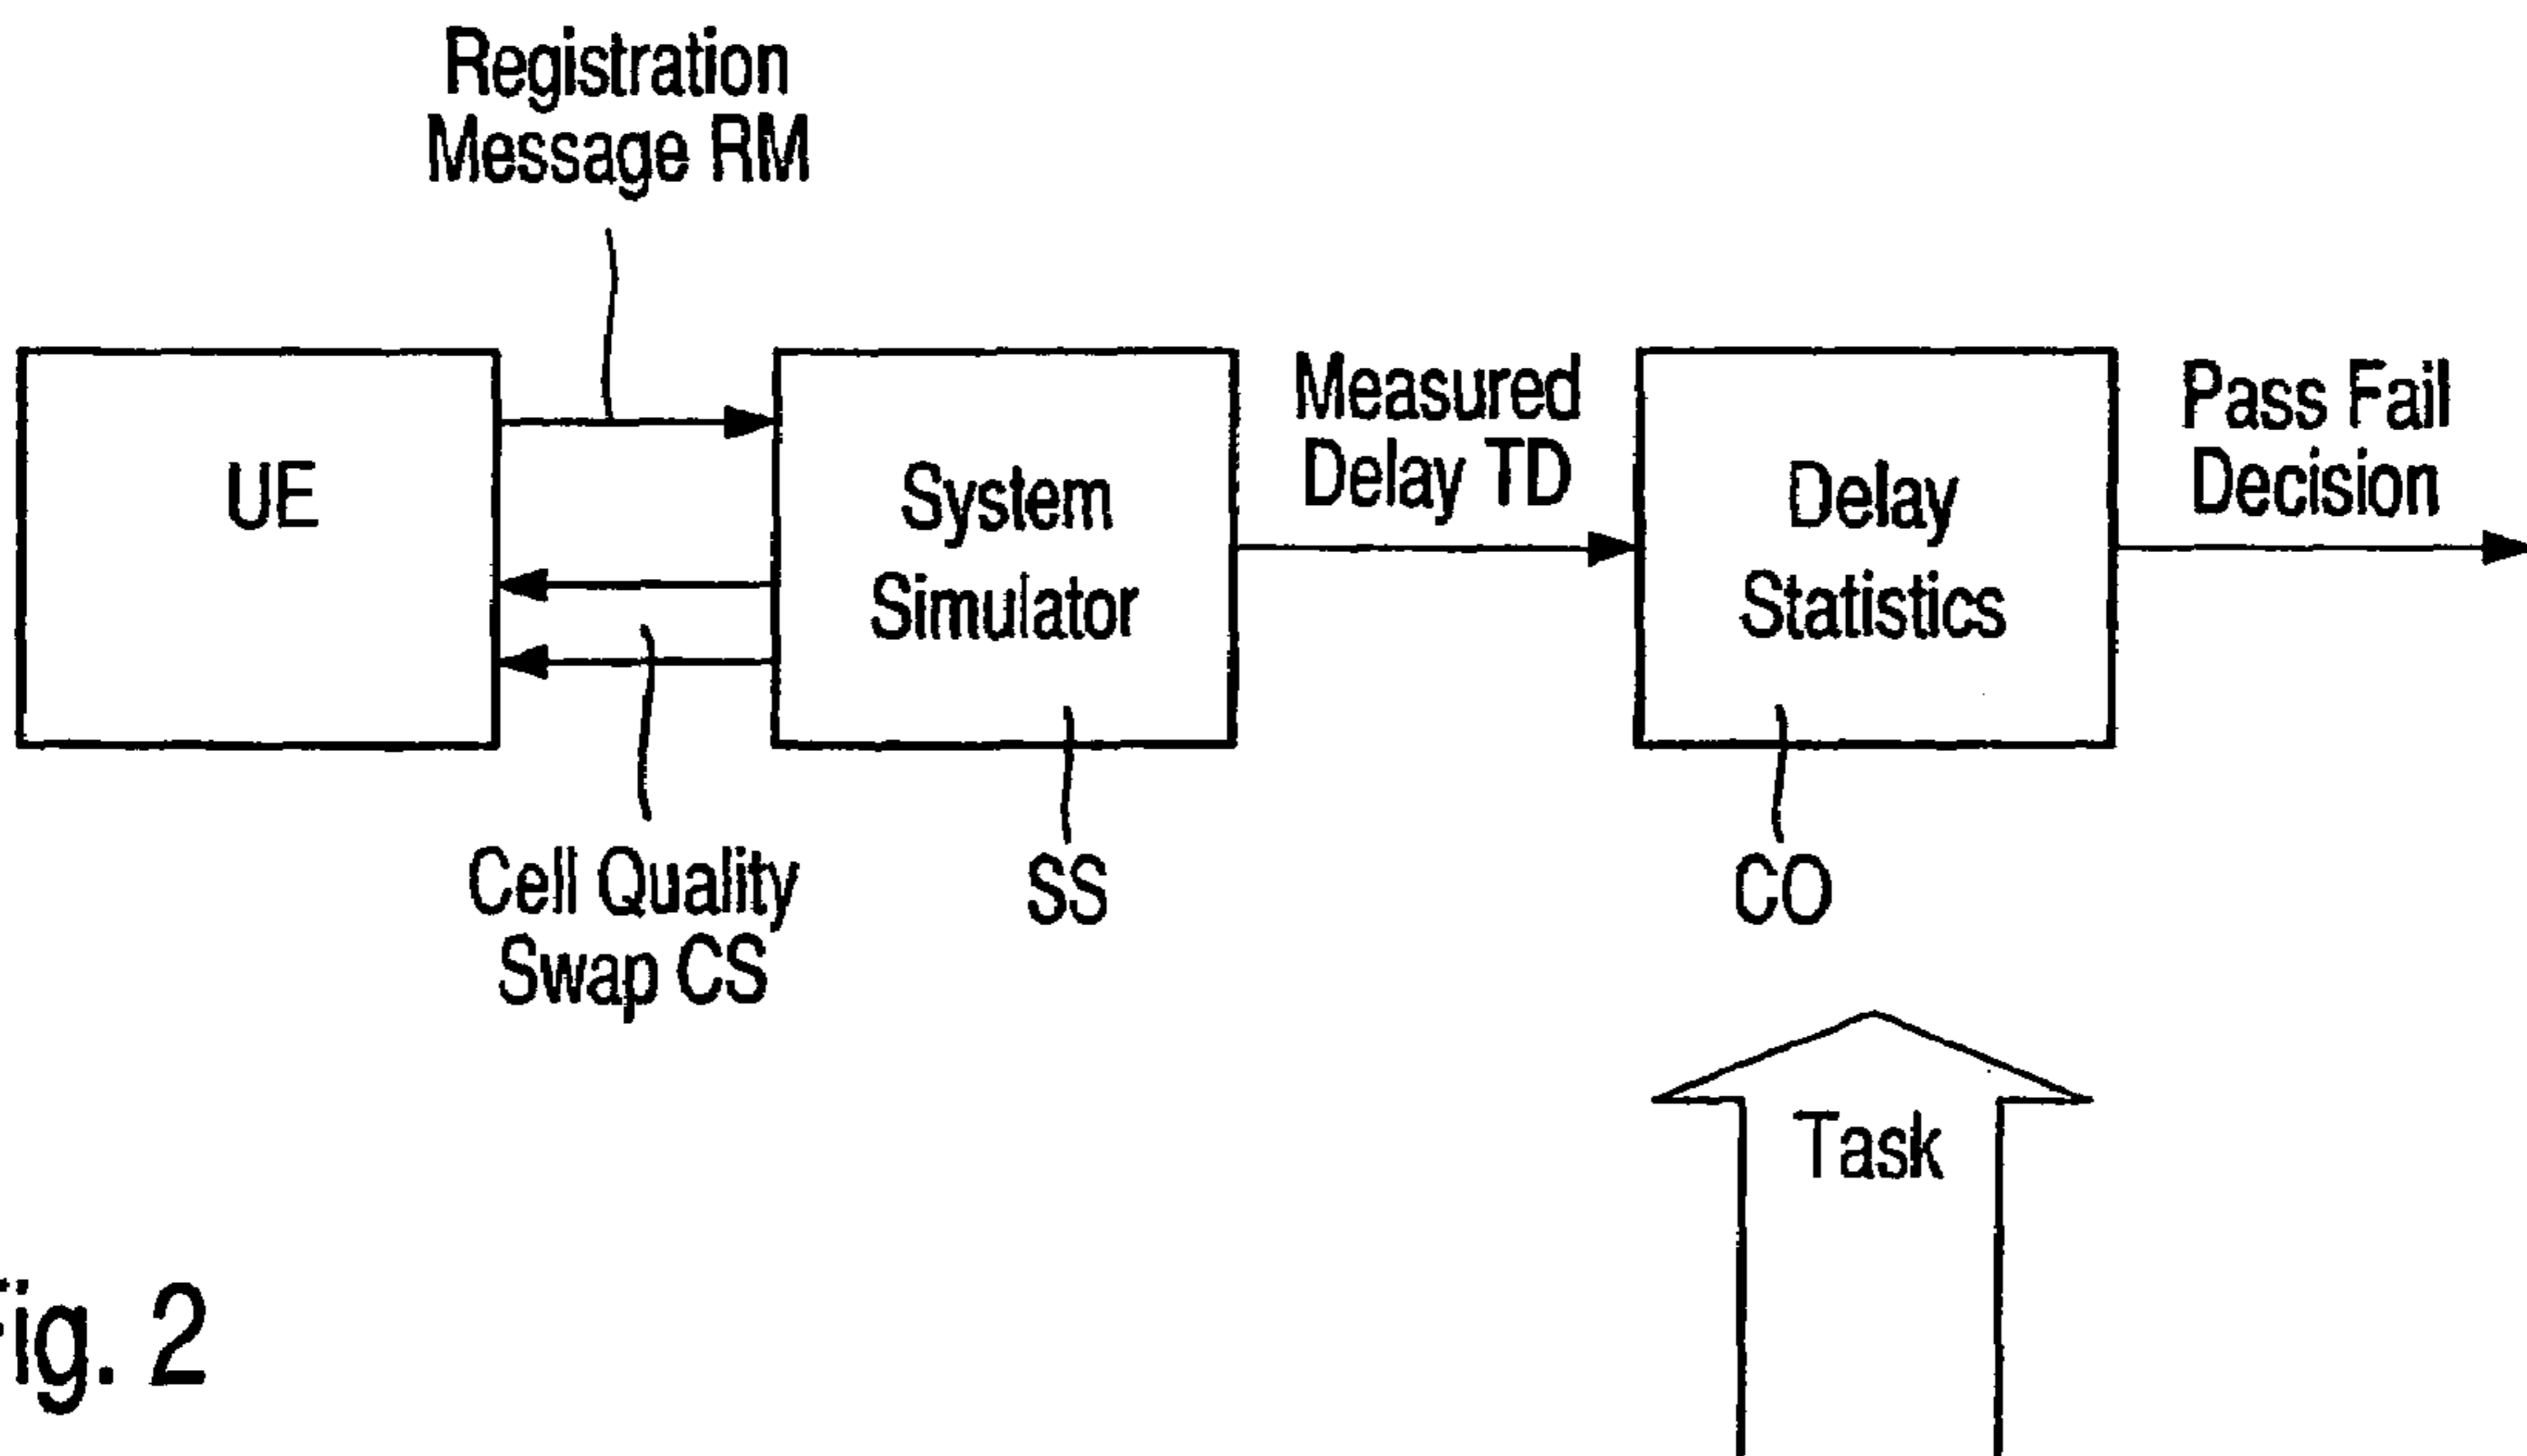 Registration
Message RM
UE
System
Simulator
Measured
Delay TD
Delay
Statistics
Pass Fail
Decision
Cell Quality
Swap CS
SS
CO
Task
Fig. 2